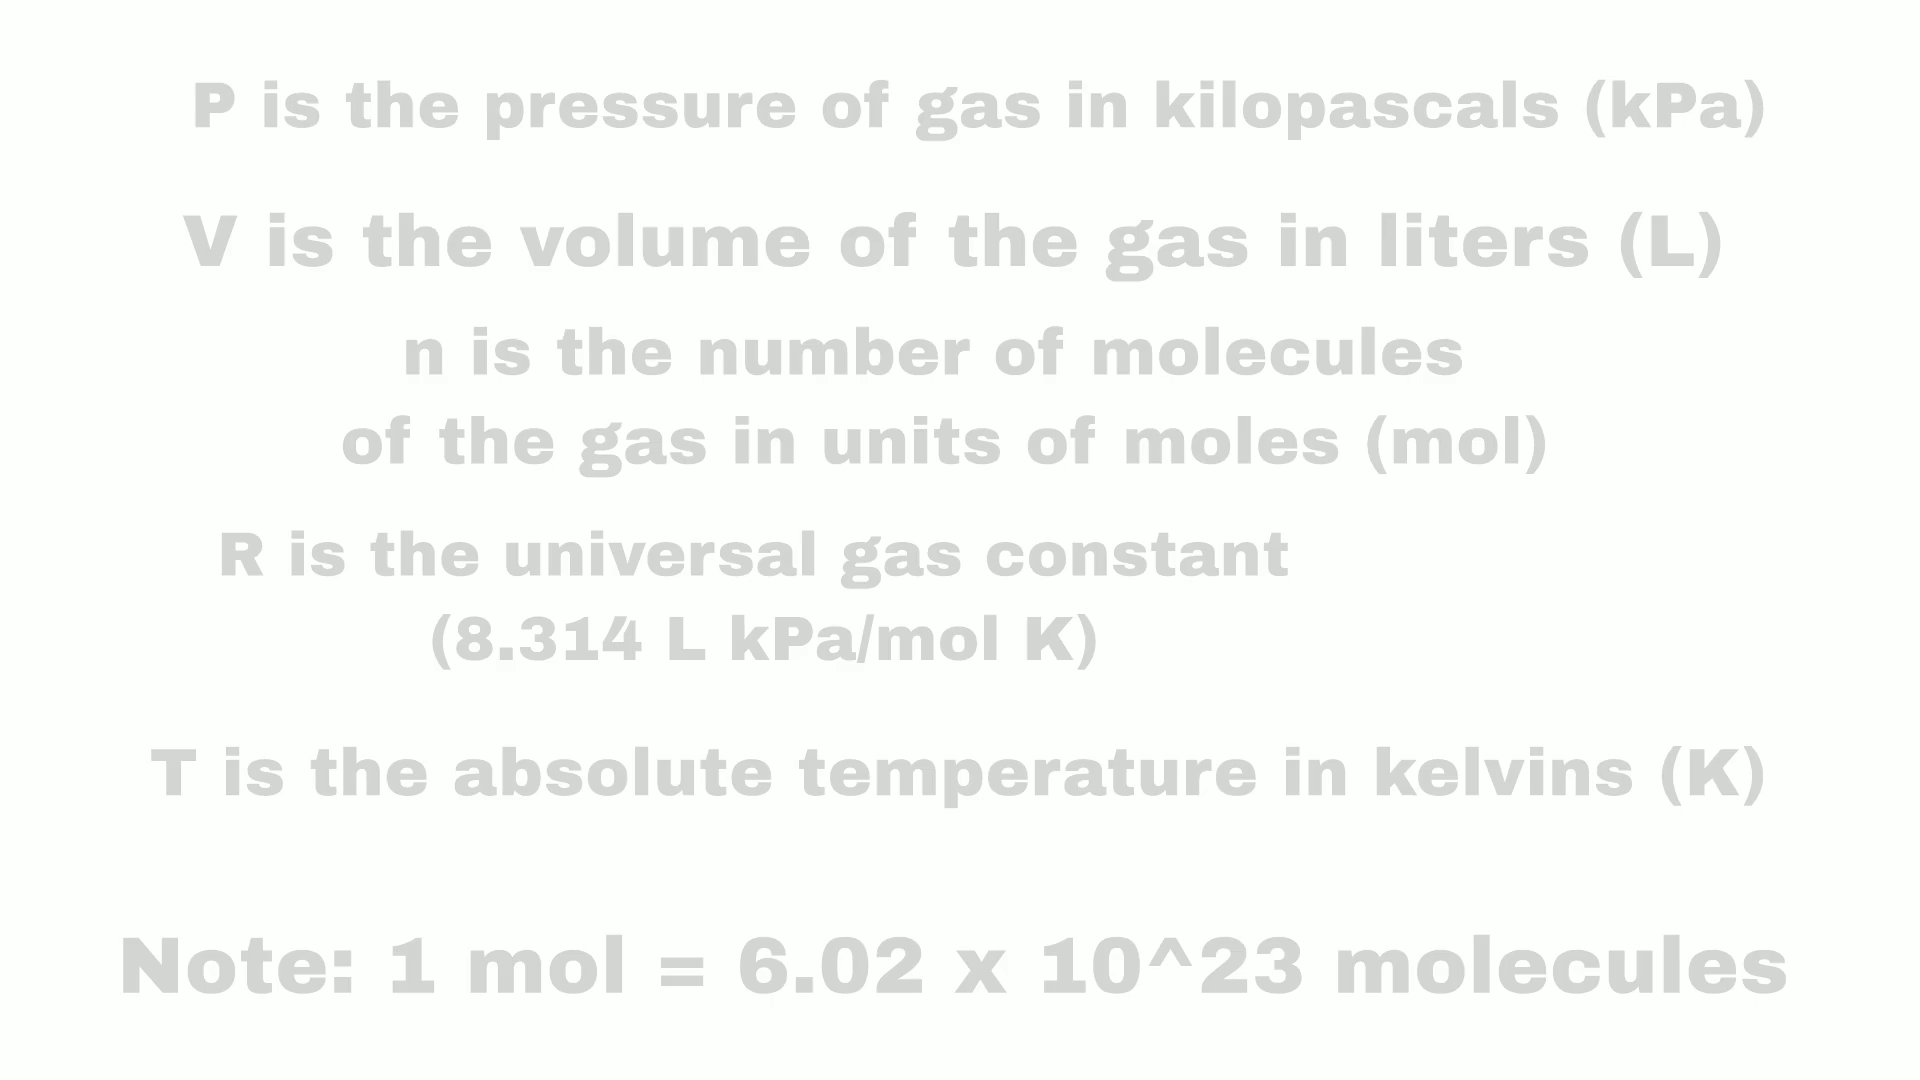 P is the pressure of gas in kilopascals (kPa)
V is the volume of the gas in liters (L)
n is the number of molecules
of the gas in units of moles (mol)
R is the universal gas constant
(8.314 L kPa/mol K)
T is the absolute temperature in kelvins (K)
Note: 1 mol = 6.02 x 10^23 molecules